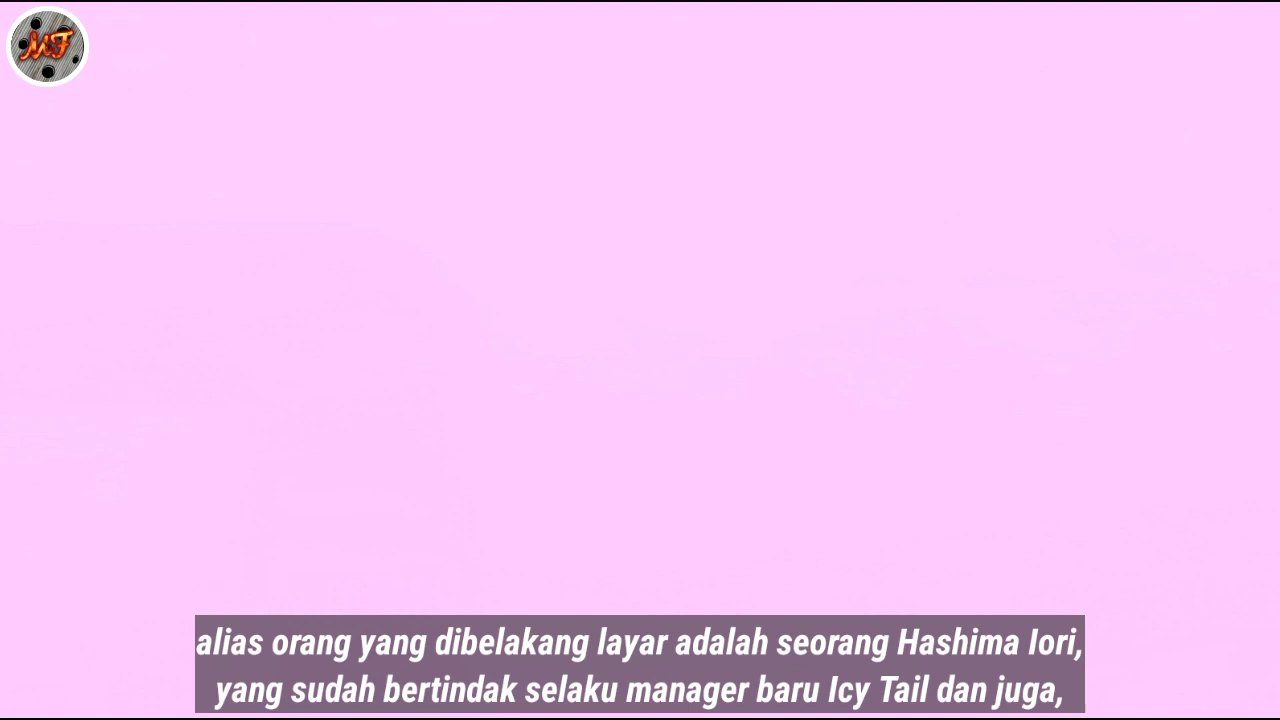 MF
alias orang yang dibelakang layar adalah seorang Hashima Iori,
yang sudah bertindak selaku manager baru Icy Tail dan juga,